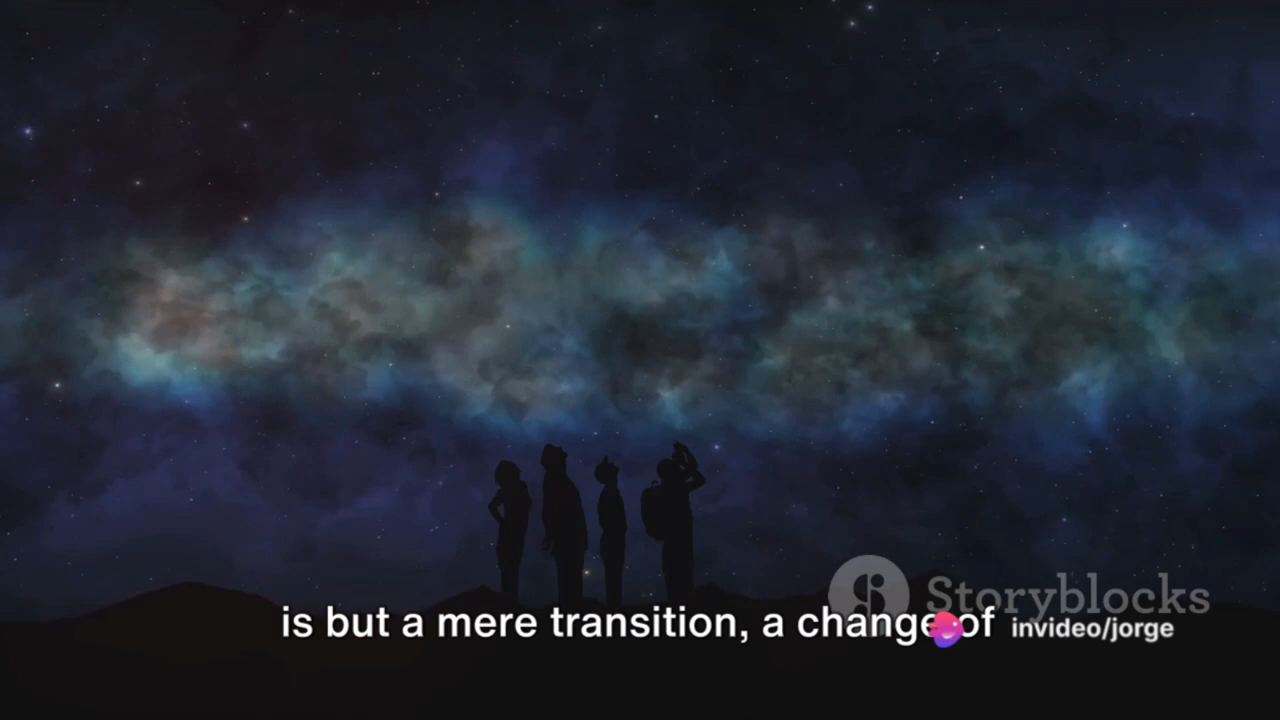 Storyblocks
is but a mere transition, a change of
invideo/jorge